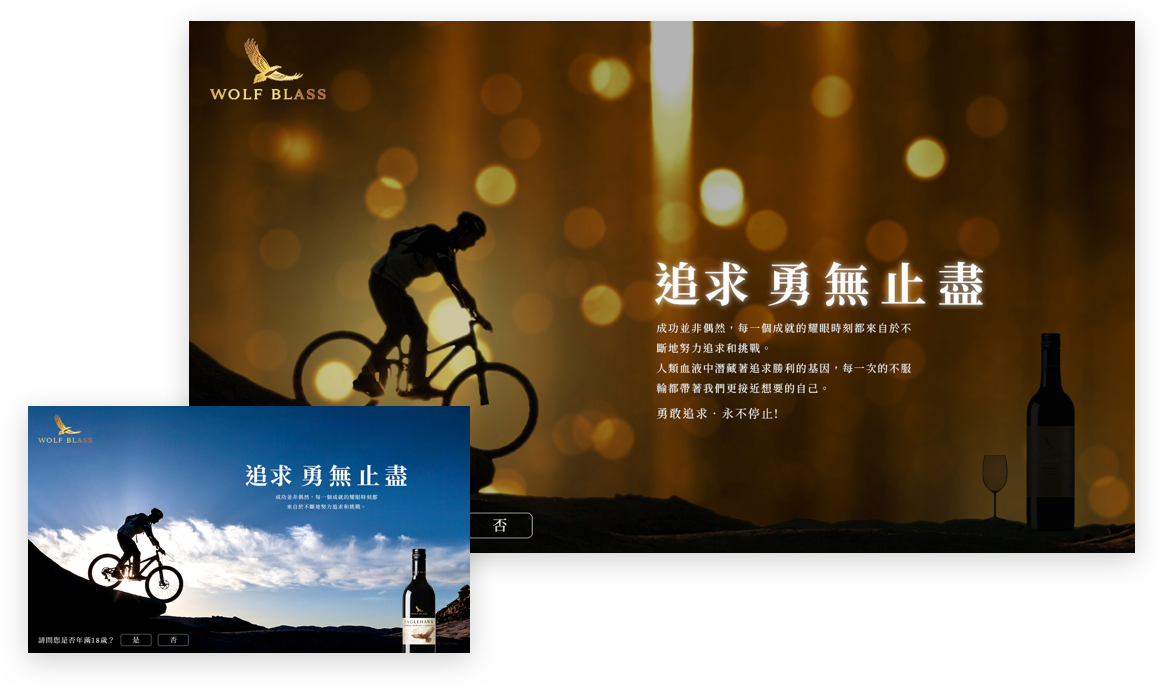 WOLF BLASS
追求 勇無止盡
成功並非偶然，每一個成就的耀眼時刻都來自於不
斷地努力追求和挑戰。
人類血液中潛藏著追求勝利的基因，每一次的不服
輸都帶著我們更接近想要的自己。
勇敢追求．永不停止!
否
WOLF BLASS
追求 勇無止盡
成功並非偶然，每一個成就的耀眼時刻都
來自於不斷地努力追求和挑戰。
WOLF BLASS
EAGLEHAWK
請問您是否年滿18歲？ 是 否